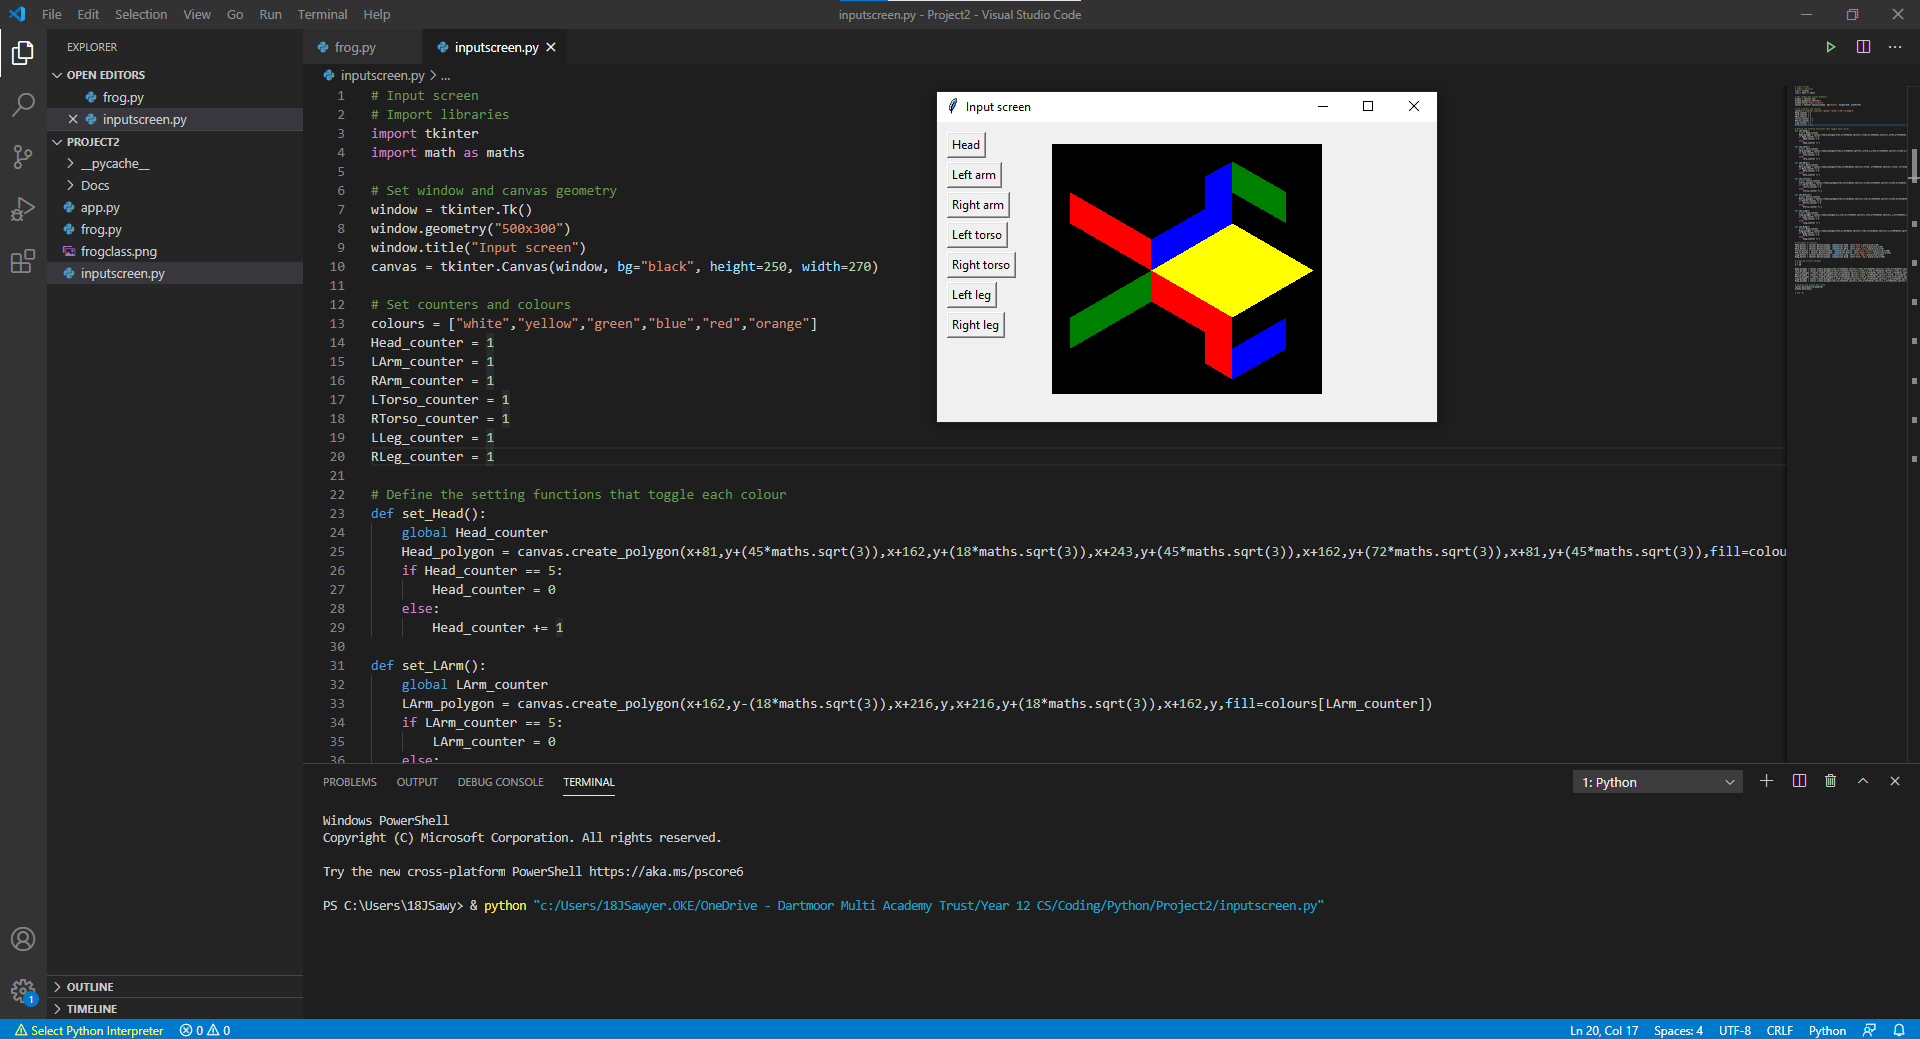 File Edit Selection View Go Run Terminal Help
inputscreen.py - Project2 - Visual Studio Code
EXPLORER
OPEN EDITORS
frog.py
inputscreen.py
PROJECT2
__pycache__
Docs
app.py
frog.py
frogclass.png
inputscreen.py
OUTLINE
TIMELINE
frog.py
inputscreen.py
inputscreen.py > ...
1 # Input screen
2 # Import libraries
3 import tkinter
4 import math as maths
5
6 # Set window and canvas geometry
7 window = tkinter.Tk()
8 window.geometry("500x300")
9 window.title("Input screen")
10 canvas = tkinter.Canvas(window, bg="black", height=250, width=270)
11
12 # Set counters and colours
13 colours = ["white","yellow","green","blue","red","orange"]
14 Head_counter = 1
15 LArm_counter = 1
16 RArm_counter = 1
17 LTorso_counter = 1
18 RTorso_counter = 1
19 LLeg_counter = 1
20 RLeg_counter = 1
21
22 # Define the setting functions that toggle each colour
23 def set_Head():
24 global Head_counter
25 Head_polygon = canvas.create_polygon(x+81,y+(45*maths.sqrt(3)),x+162,y+(18*maths.sqrt(3)),x+243,y+(45*maths.sqrt(3)),x+162,y+(72*maths.sqrt(3)),x+81,y+(45*maths.sqrt(3)),fill=colou
26 if Head_counter == 5:
27 Head_counter = 0
28 else:
29 Head_counter += 1
30
31 def set_LArm():
32 global LArm_counter
33 LArm_polygon = canvas.create_polygon(x+162,y-(18*maths.sqrt(3)),x+216,y,x+216,y+(18*maths.sqrt(3)),x+162,y,fill=colours[LArm_counter])
34 if LArm_counter == 5:
35 LArm_counter = 0
36 else:
Input screen
Head
Left arm
Right arm
Left torso
Right torso
Left leg
Right leg
PROBLEMS OUTPUT DEBUG CONSOLE TERMINAL
1: Python
Windows PowerShell
Copyright (C) Microsoft Corporation. All rights reserved.
Try the new cross-platform PowerShell https://aka.ms/pscore6
PS C:\Users\18JSawy> & python "c:/Users/18JSawyer.OKE/OneDrive - Dartmoor Multi Academy Trust/Year 12 CS/Coding/Python/Project2/inputscreen.py"
1
Select Python Interpreter 0 0
Ln 20, Col 17 Spaces: 4 UTF-8 CRLF Python